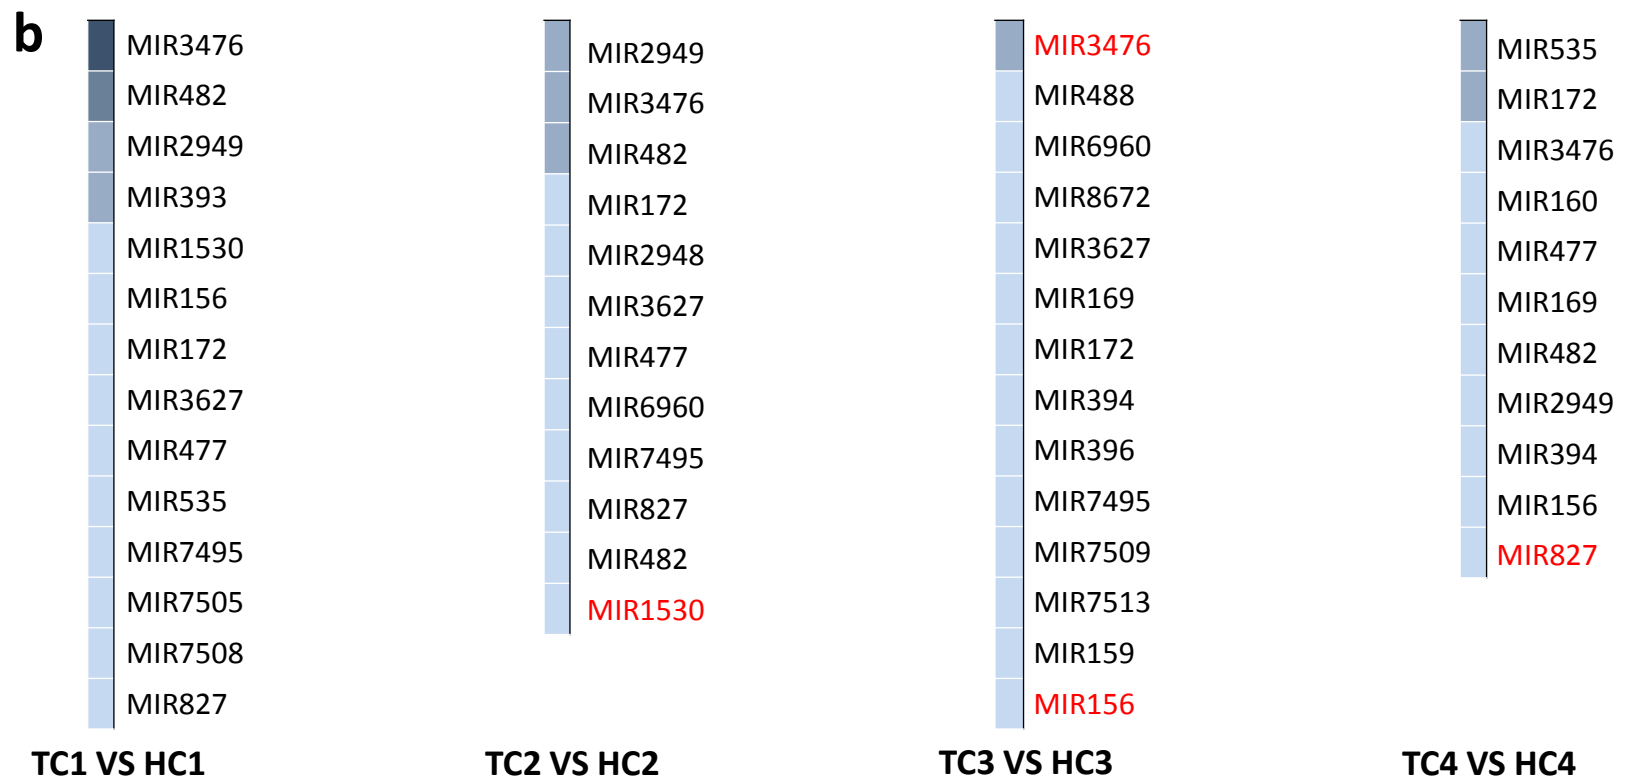 b
MIR3476
MIR482
MIR2949
MIR393
MIR1530
MIR156
MIR172
MIR3627
MIR477
MIR535
MIR7495
MIR7505
MIR7508
MIR827
TC1 VS HC1
MIR2949
MIR3476
MIR482
MIR172
MIR2948
MIR3627
MIR477
MIR6960
MIR7495
MIR827
MIR482
MIR1530
TC2 VS HC2
MIR3476
MIR488
MIR6960
MIR8672
MIR3627
MIR169
MIR172
MIR394
MIR396
MIR7495
MIR7509
MIR7513
MIR159
MIR156
TC3 VS HC3
MIR535
MIR172
MIR3476
MIR160
MIR477
MIR169
MIR482
MIR2949
MIR394
MIR156
MIR827
TC4 VS HC4